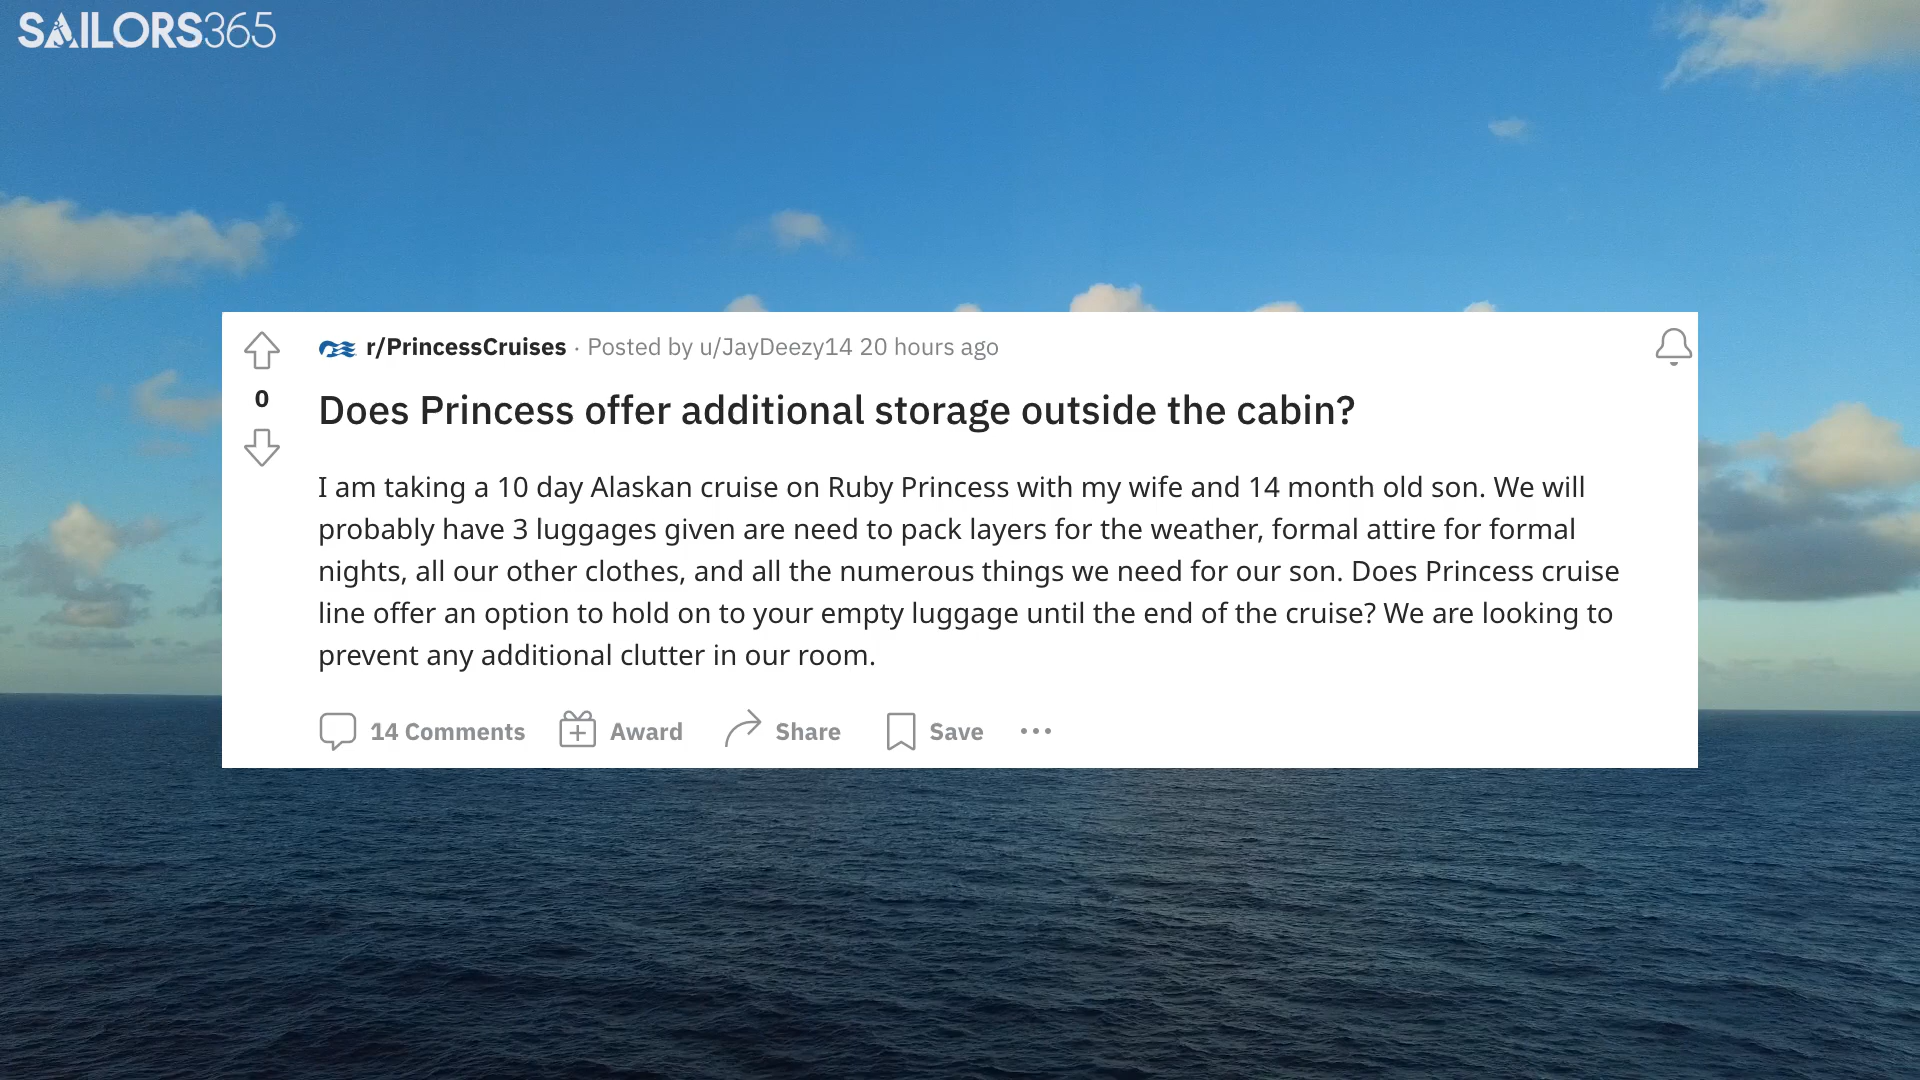 SAILORS365
r/PrincessCruises · Posted by u/JayDeezy14 20 hours ago
0
Does Princess offer additional storage outside the cabin?
I am taking a 10 day Alaskan cruise on Ruby Princess with my wife and 14 month old son. We will
probably have 3 luggages given are need to pack layers for the weather, formal attire for formal
nights, all our other clothes, and all the numerous things we need for our son. Does Princess cruise
line offer an option to hold on to your empty luggage until the end of the cruise? We are looking to
prevent any additional clutter in our room.
14 Comments Award Share Save ...